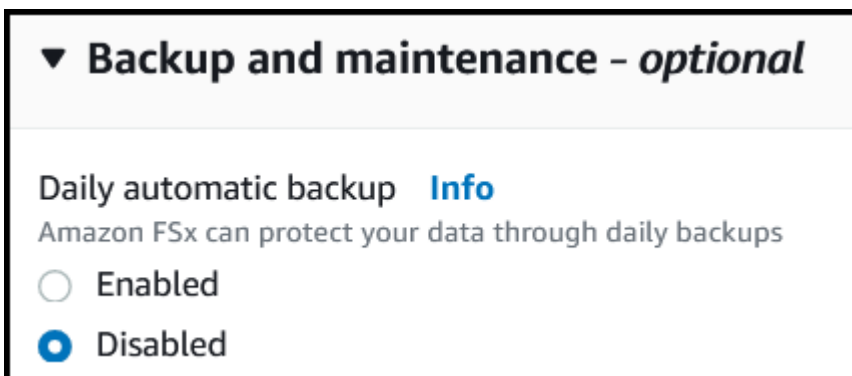 Backup and maintenance - optional
Daily automatic backup Info
Amazon FSx can protect your data through daily backups
Enabled
Disabled